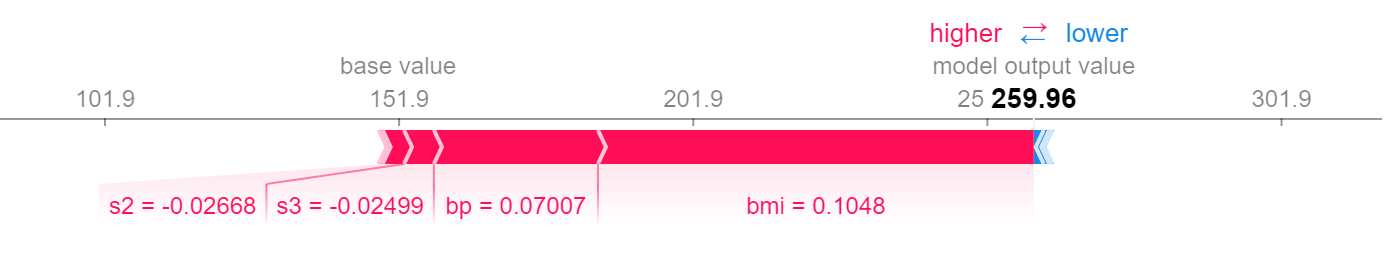 higher ⇄ lower
base value
model output value
101.9 151.9 201.9 25 259.96 301.9
s2 = -0.02668 s3 = -0.02499 bp = 0.07007 bmi = 0.1048